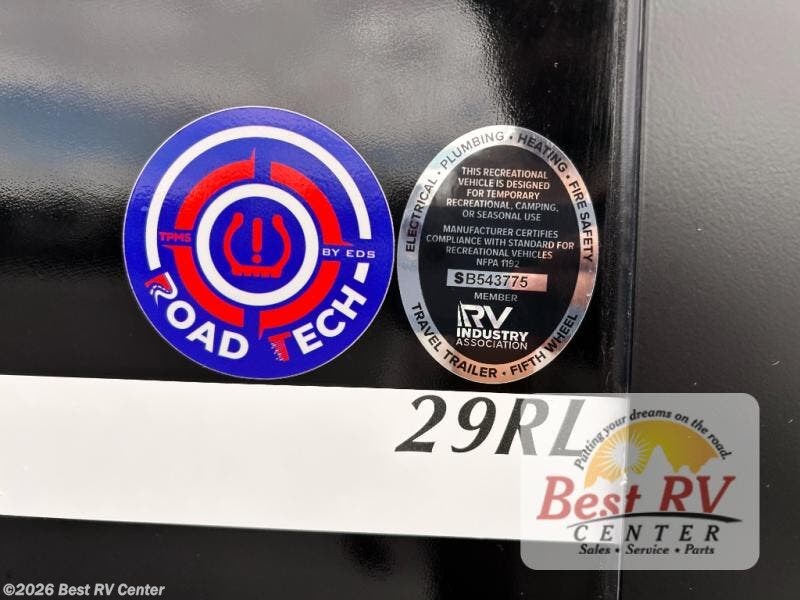 TPMS
BY EDS
ROAD TECH
ELECTRICAL • PLUMBING • HEATING • FIRE SAFETY
THIS RECREATIONAL
VEHICLE IS DESIGNED
FOR TEMPORARY
RECREATIONAL, CAMPING,
OR SEASONAL USE
MANUFACTURER CERTIFIES
COMPLIANCE WITH STANDARD FOR
RECREATIONAL VEHICLES
NFPA 1192
SB543775
MEMBER
RV
INDUSTRY
ASSOCIATION
TRAVEL TRAILER • FIFTH WHEEL
29RL
Putting your dreams on the road.
Best RV
CENTER
Sales • Service • Parts
©2026 Best RV Center